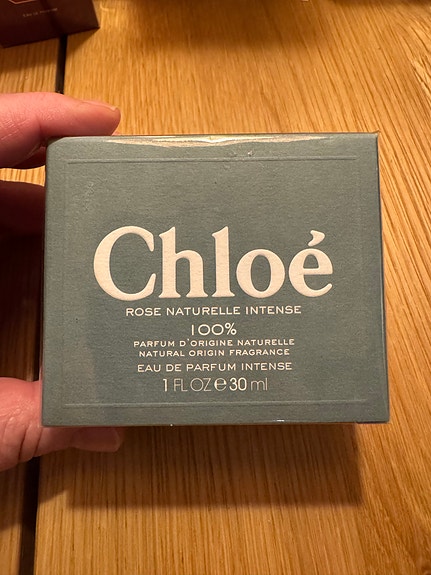 Chloé
ROSE NATURELLE INTENSE
100%
PARFUM D'ORIGINE NATURELLE
NATURAL ORIGIN FRAGRANCE
EAU DE PARFUM INTENSE
1 FL OZ ℮ 30 ml